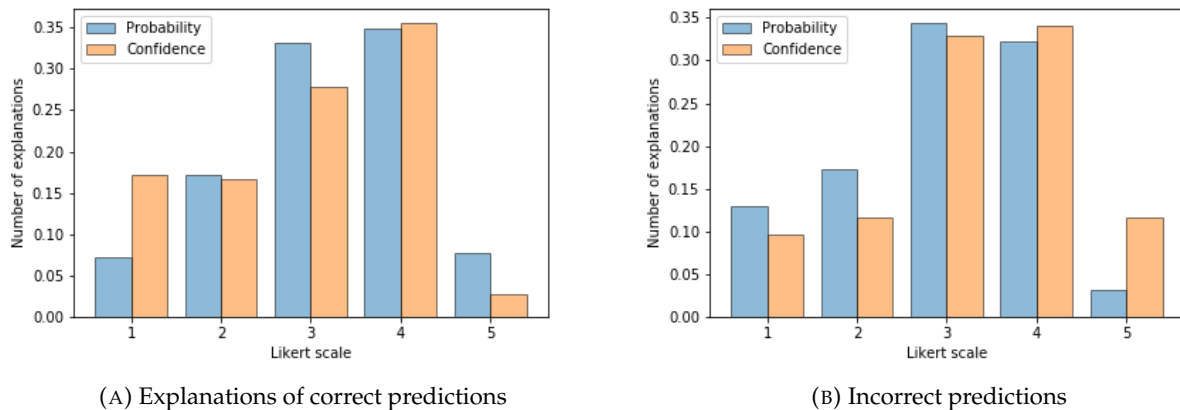 Probability
Confidence
Number of explanations
0.35
0.30
0.25
0.20
0.15
0.10
0.05
0.00
1 2 3 4 5
Likert scale
(A) Explanations of correct predictions
Probability
Confidence
Number of explanations
0.35
0.30
0.25
0.20
0.15
0.10
0.05
0.00
1 2 3 4 5
Likert scale
(B) Incorrect predictions